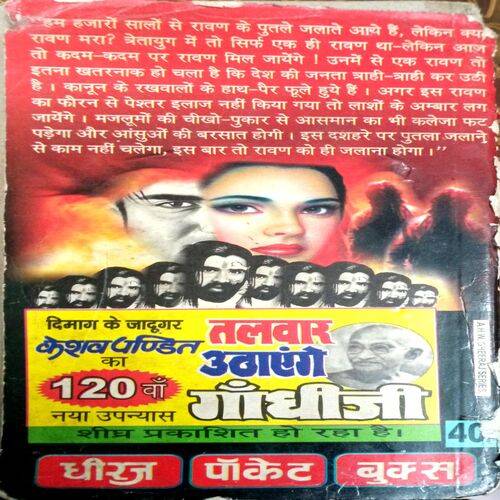 "हम हजारों सालों से रावण के पुतले जलाते आये हैं, लेकिन क्या
रावण मरा? त्रेतायुग में तो सिर्फ एक ही रावण था-लेकिन आज
तो कदम-कदम पर रावण मिल जायेंगे ! उनमें से एक रावण तो
इतना खतरनाक हो चला है कि देश की जनता त्राही-त्राही कर उठी
है । कानून के रखवालों के हाथ-पैर फूले हुये हैं । अगर इस रावण
का फौरन से पेश्तर इलाज नहीं किया गया तो लाशों के अम्बार लग
जायेंगे । मजलूमों की चीखो-पुकार से आसमान का भी कलेजा फट
पड़ेगा और आंसुओं की बरसात होगी । इस दशहरे पर पुतला जलाने
से काम नहीं चलेगा, इस बार तो रावण को ही जलाना होगा ।"
दिमाग के जादूगर
केशव पण्डित
का
120 वाँ
नया उपन्यास
तलवार
उठाएंगे
गाँधीजी
शीघ्र प्रकाशित हो रहा है।
40
धीरज पॉकेट बुक्स